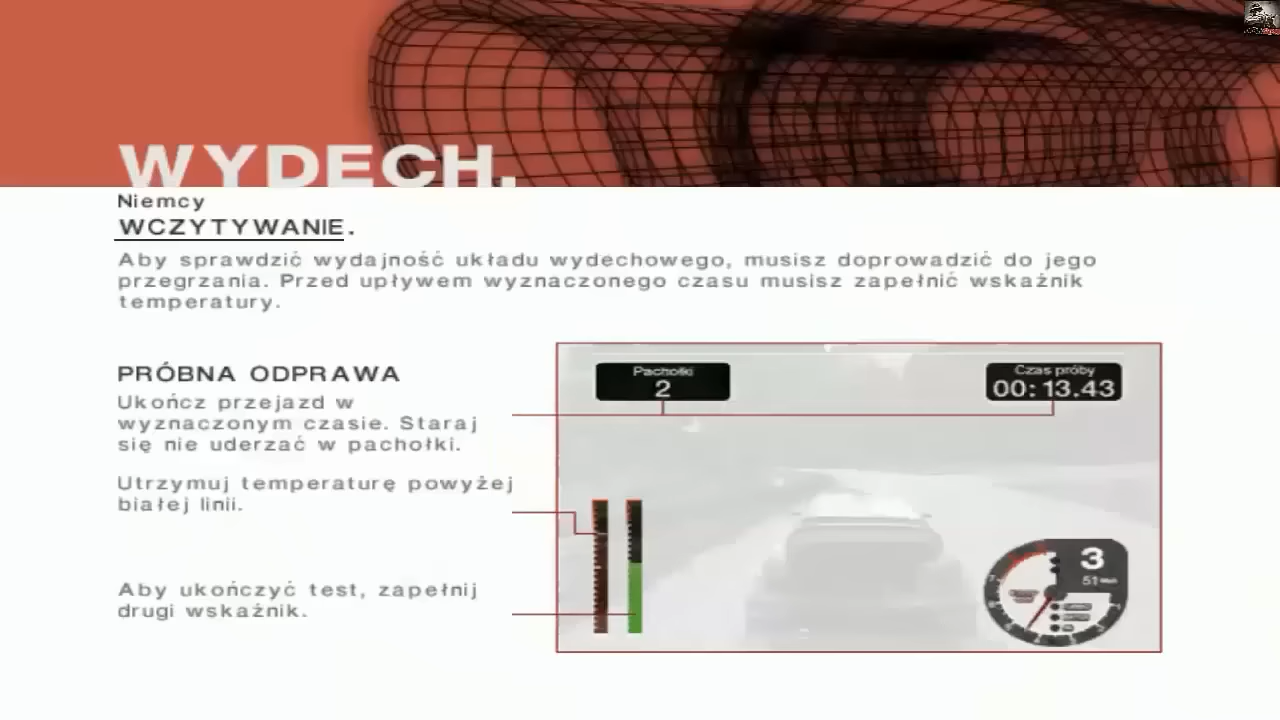 WYDECH.
Niemcy
WCZYTYWANIE.
Aby sprawdzić wydajność układu wydechowego, musisz doprowadzić do jego
przegrzania. Przed upływem wyznaczonego czasu musisz zapełnić wskaźnik
temperatury.
PRÓBNA ODPRAWA
Ukończ przejazd w
wyznaczonym czasie. Staraj
się nie uderzać w pachołki.
Utrzymuj temperaturę powyżej
białej linii.
Aby ukończyć test, zapełnij
drugi wskaźnik.
Pachołki
2
Czas próby
00:13.43
3
51